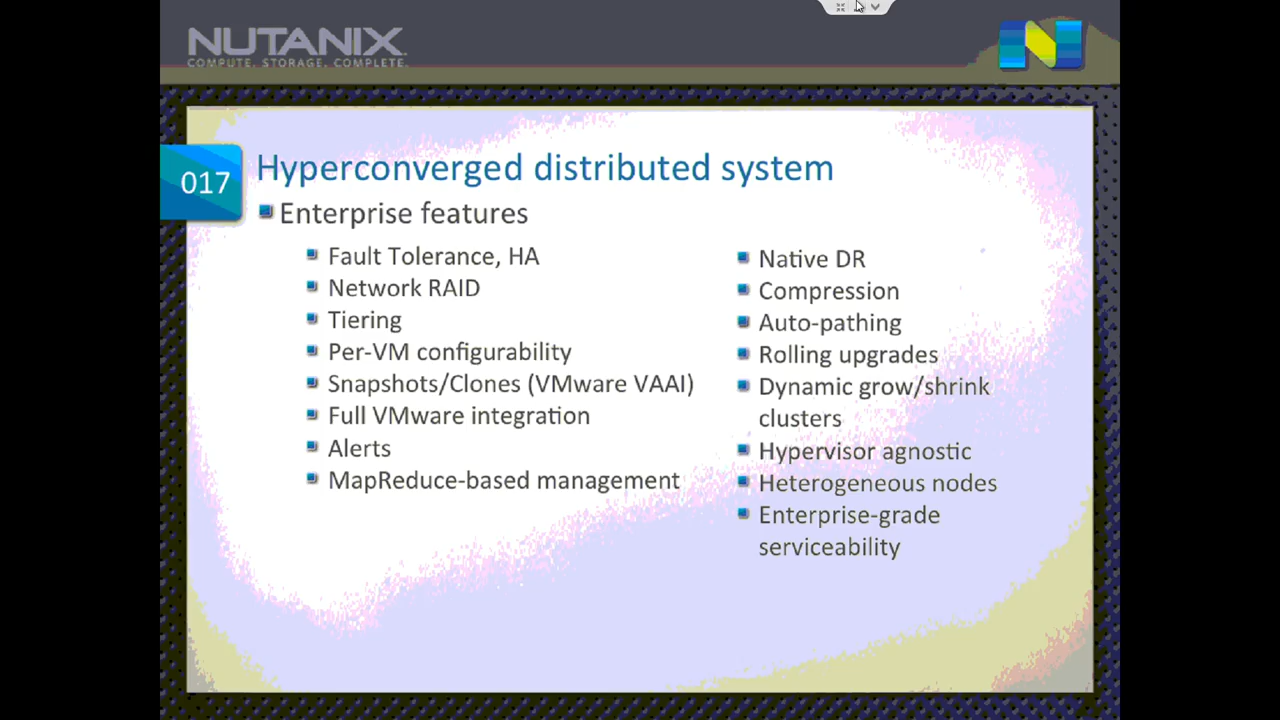 NUTANIX
COMPUTE. STORAGE. COMPLETE.
017
Hyperconverged distributed system
Enterprise features
Fault Tolerance, HA
Network RAID
Tiering
Per-VM configurability
Snapshots/Clones (VMware VAAI)
Full VMware integration
Alerts
MapReduce-based management
Native DR
Compression
Auto-pathing
Rolling upgrades
Dynamic grow/shrink
clusters
Hypervisor agnostic
Heterogeneous nodes
Enterprise-grade
serviceability